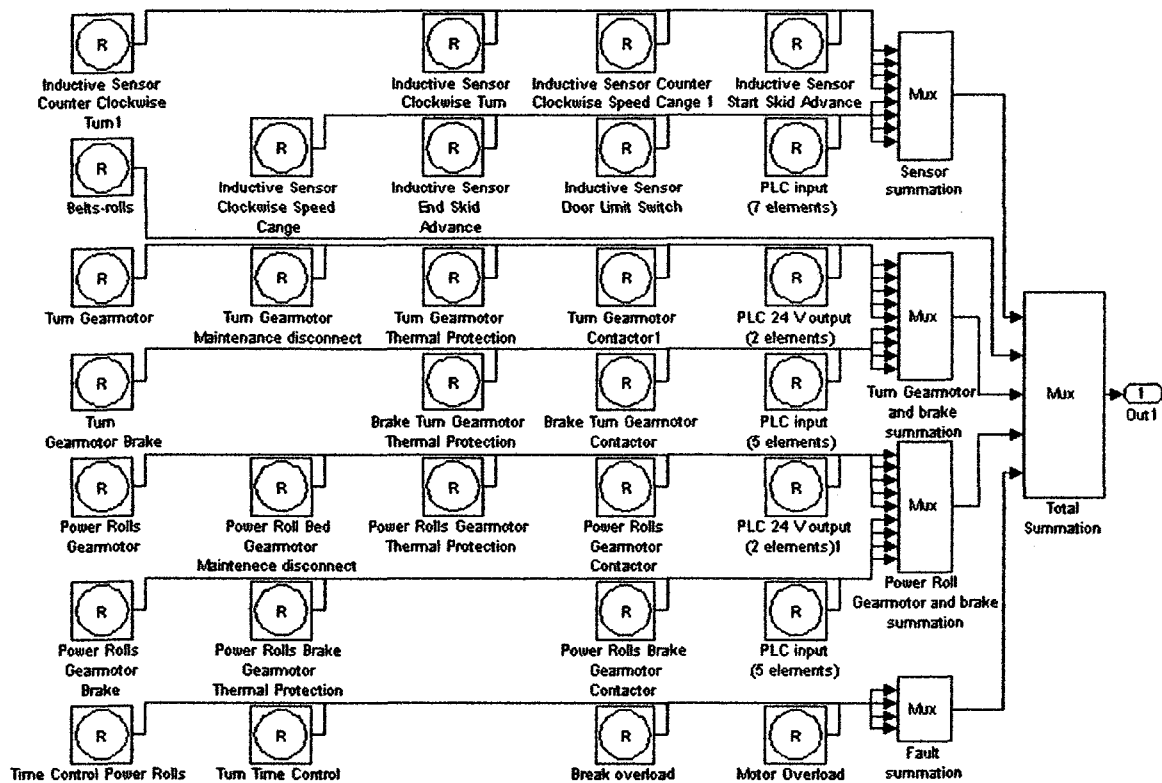 R R R R
Inductive Sensor
Counter Clockwise
Turn1
Inductive Sensor
Clockwise Turn
Inductive Sensor Counter
Clockwise Speed Cange 1
Inductive Sensor
Start Skid Advance
Mux
Sensor
summation
R R R R R
Belts-rolls
Inductive Sensor
Clockwise Speed
Cange
Inductive Sensor
End Skid
Advance
Inductive Sensor
Door Limit Switch
PLC input
(7 elements)
R R R R R
Turn Gearmotor
Turn Gearmotor
Maintenance disconnect
Turn Gearmotor
Thermal Protection
Turn Gearmotor
Contactor1
PLC 24 V output
(2 elements)
Mux
Turn Gearmotor
and brake
summation
R R R R
Turn
Gearmotor Brake
Brake Turn Gearmotor
Thermal Protection
Brake Turn Gearmotor
Contactor
PLC input
(5 elements)
Mux
Total
Summation
1
Out1
R R R R R
Power Rolls
Gearmotor
Power Roll Bed
Gearmotor
Maintenece disconnect
Power Rolls Gearmotor
Thermal Protection
Power Rolls
Gearmotor
Contactor
PLC 24 V output
(2 elements)1
Mux
Power Roll
Gearmotor and brake
summation
R R R R
Power Rolls
Gearmotor
Brake
Power Rolls Brake
Gearmotor
Thermal Protection
Power Rolls Brake
Gearmotor
Contactor
PLC input
(5 elements)
R R R R
Time Control Power Rolls
Turn Time Control
Break overload
Motor Overload
Mux
Fault
summation